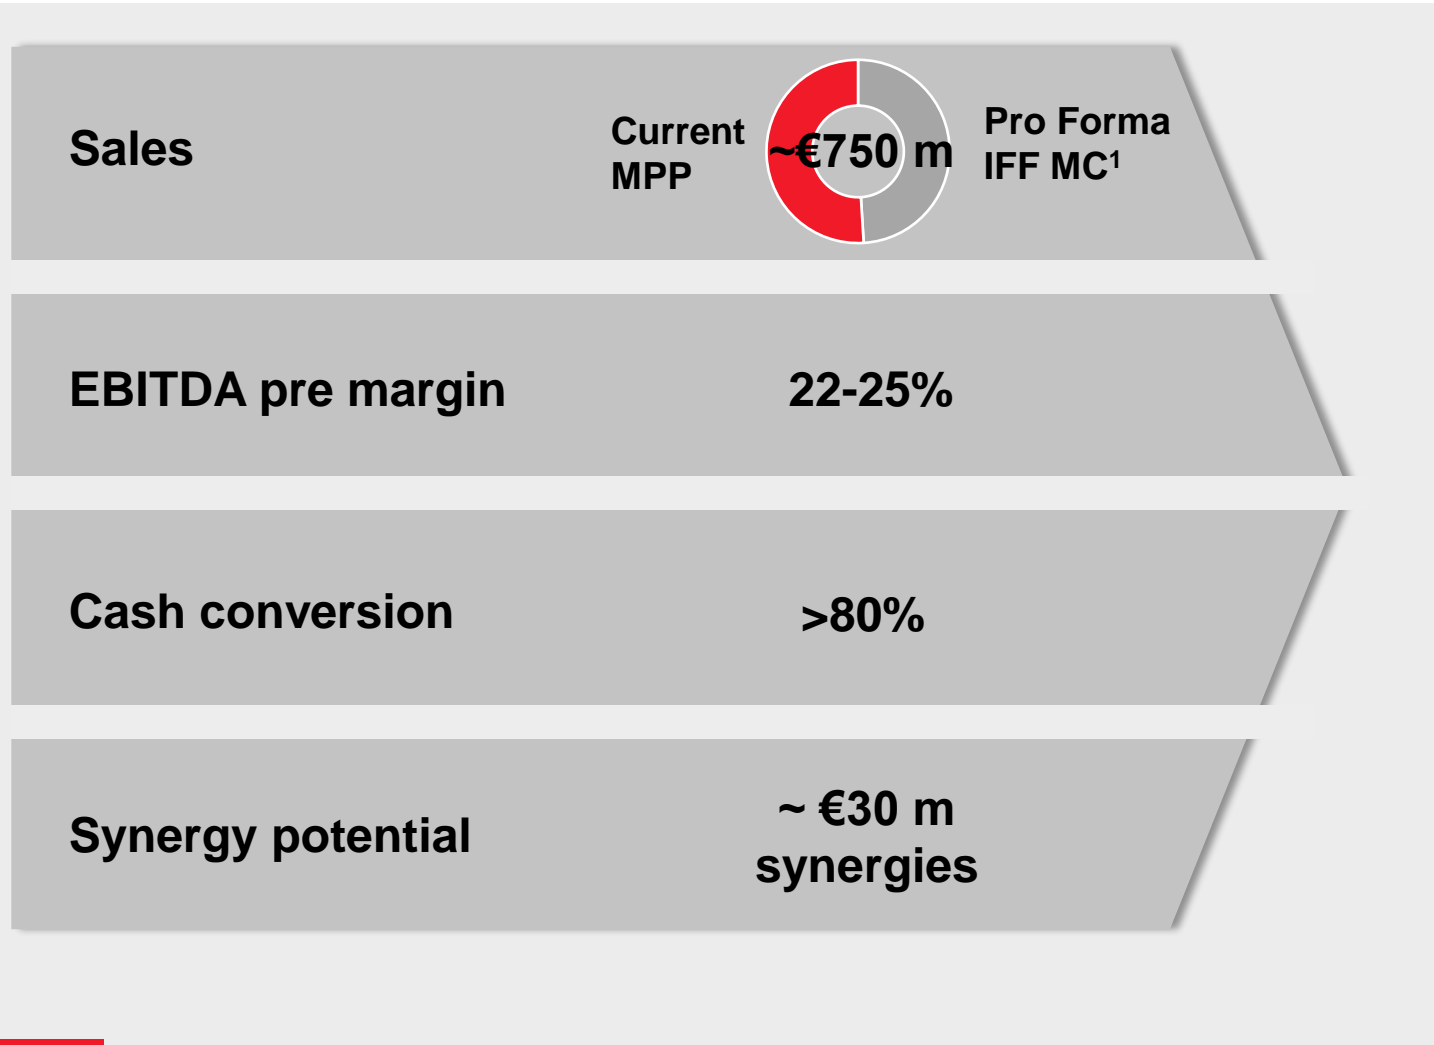 Sales
Current
MPP
~€750 m
Pro Forma
IFF MC¹
EBITDA pre margin
22-25%
Cash conversion
>80%
Synergy potential
~ €30 m
synergies